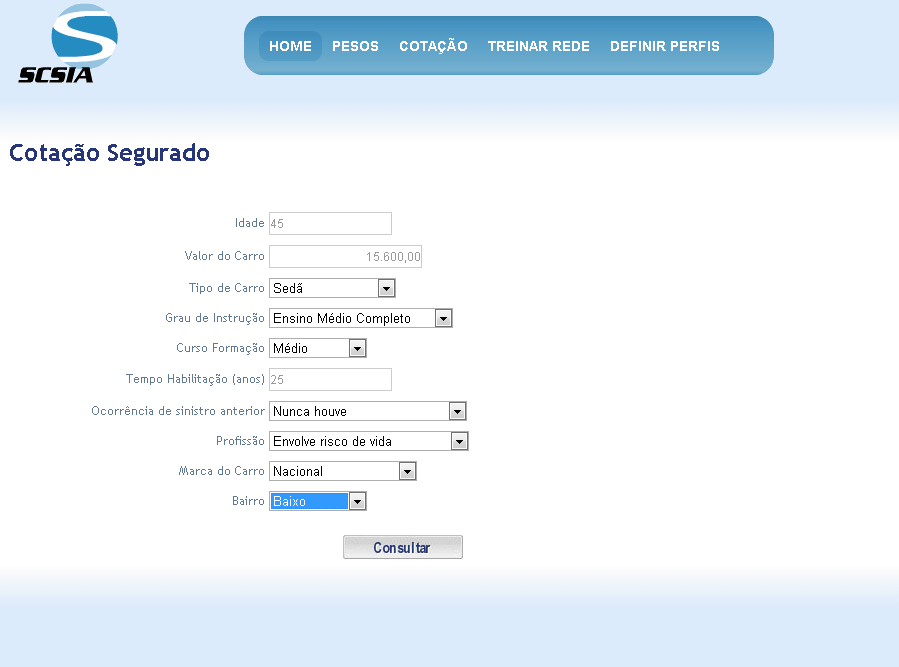 SCSIA
HOME PESOS COTAÇÃO TREINAR REDE DEFINIR PERFIS
Cotação Segurado
Idade 45
Valor do Carro 15.600,00
Tipo de Carro Sedã
Grau de Instrução Ensino Médio Completo
Curso Formação Médio
Tempo Habilitação (anos) 25
Ocorrência de sinistro anterior Nunca houve
Profissão Envolve risco de vida
Marca do Carro Nacional
Bairro Baixo
Consultar